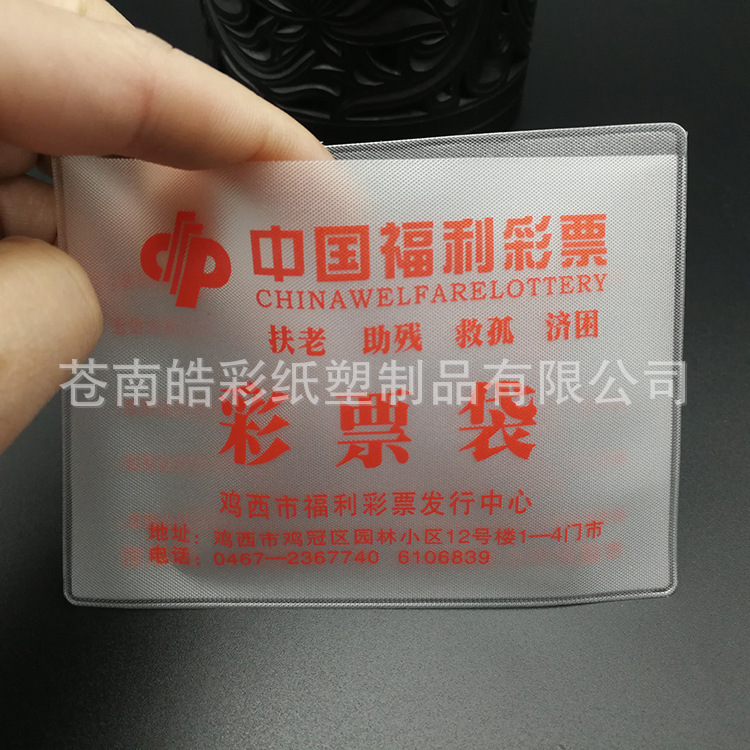 中国福利彩票
CHINAWELFARELOTTERY
扶老 助残 救孤 济困
苍南皓彩纸塑制品有限公司
彩票袋
鸡西市福利彩票发行中心
地址：鸡西市鸡冠区园林小区12号楼1—4门市
电话：0467—2367740 6106839